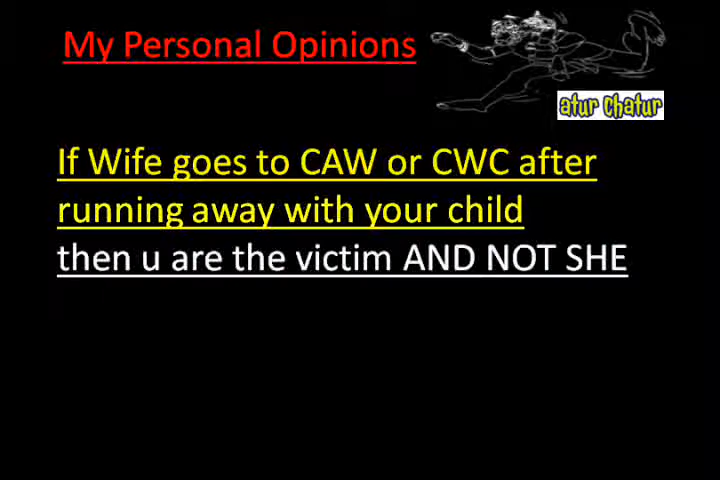 My Personal Opinions
atur chatur
If Wife goes to CAW or CWC after
running away with your child
then u are the victim AND NOT SHE